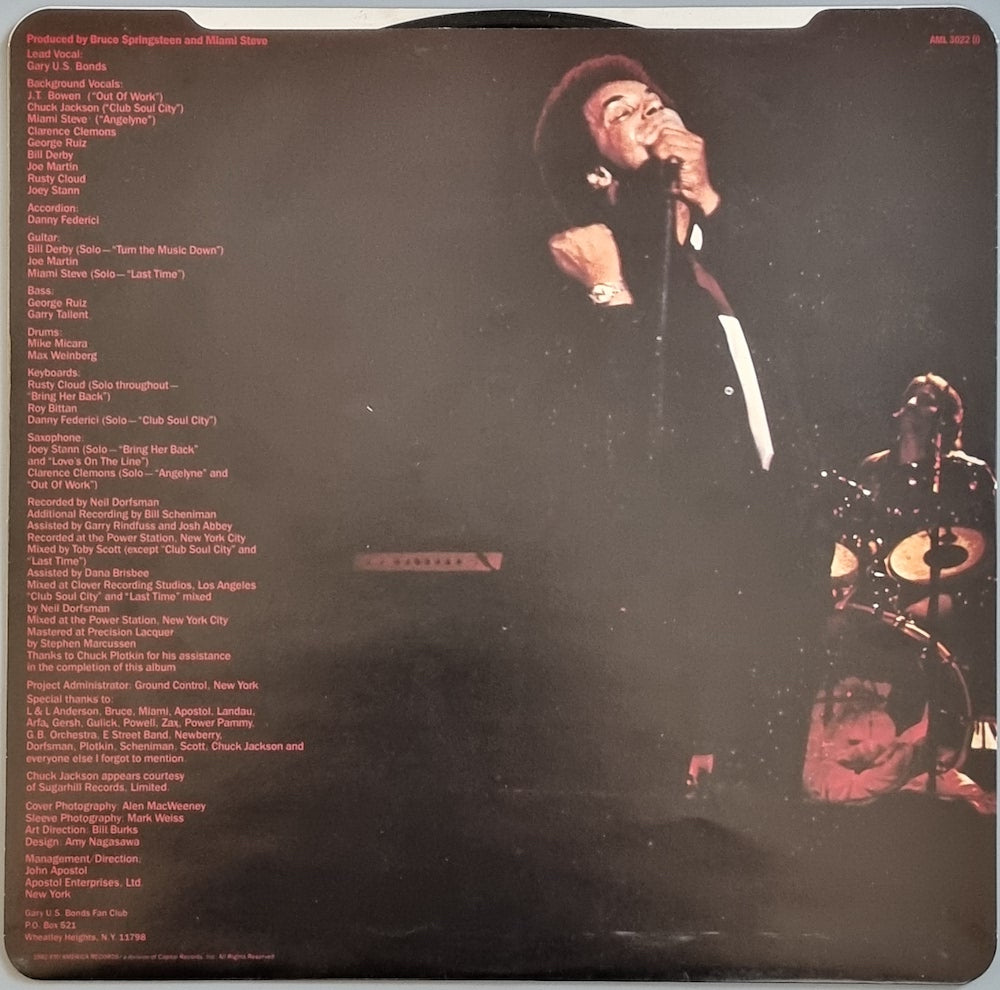 Produced by Bruce Springsteen and Miami Steve
AML 3022 (i)
Lead Vocal:
Gary U.S. Bonds
Background Vocals:
J.T. Bowen (“Out Of Work”)
Chuck Jackson (“Club Soul City”)
Miami Steve (“Angelyne”)
Clarence Clemons
George Ruiz
Bill Derby
Joe Martin
Rusty Cloud
Joey Stann
Accordion:
Danny Federici
Guitar:
Bill Derby (Solo—“Turn the Music Down”)
Joe Martin
Miami Steve (Solo—“Last Time”)
Bass:
George Ruiz
Garry Tallent
Drums:
Mike Micara
Max Weinberg
Keyboards:
Rusty Cloud (Solo throughout—
“Bring Her Back”)
Roy Bittan
Danny Federici (Solo—“Club Soul City”)
Saxophone:
Joey Stann (Solo—“Bring Her Back”
and “Love's On The Line”)
Clarence Clemons (Solo—“Angelyne” and
“Out Of Work”)
Recorded by Neil Dorfsman
Additional Recording by Bill Scheniman
Assisted by Garry Rindfuss and Josh Abbey
Recorded at the Power Station, New York City
Mixed by Toby Scott (except “Club Soul City” and
“Last Time”)
Assisted by Dana Brisbee
Mixed at Clover Recording Studios, Los Angeles
“Club Soul City” and “Last Time” mixed
by Neil Dorfsman
Mixed at the Power Station, New York City
Mastered at Precision Lacquer
by Stephen Marcussen
Thanks to Chuck Plotkin for his assistance
in the completion of this album
Project Administrator: Ground Control, New York
Special thanks to:
L & L Anderson, Bruce, Miami, Apostol, Landau,
Arfa, Gersh, Gulick, Powell, Zax, Power Pammy,
G.B. Orchestra, E Street Band, Newberry,
Dorfsman, Plotkin, Scheniman, Scott, Chuck Jackson and
everyone else I forgot to mention.
Chuck Jackson appears courtesy
of Sugarhill Records, Limited.
Cover Photography: Alen MacWeeney
Sleeve Photography: Mark Weiss
Art Direction: Bill Burks
Design: Amy Nagasawa
Management/Direction:
John Apostol
Apostol Enterprises, Ltd.
New York
Gary U.S. Bonds Fan Club
P.O. Box 521
Wheatley Heights, N.Y. 11798
1982 EMI AMERICA RECORDS, a division of Capitol Records, Inc. All Rights Reserved